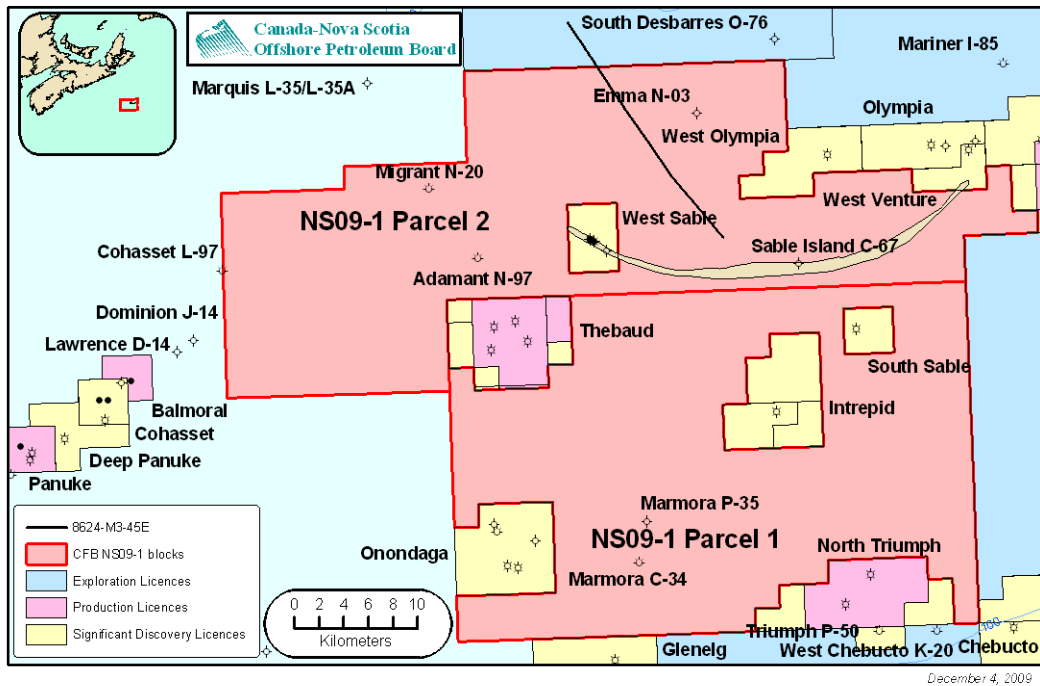 Canada-Nova Scotia
Offshore Petroleum Board
South Desbarres O-76
Mariner I-85
Marquis L-35/L-35A
Emma N-03
Olympia
West Olympia
Migrant N-20
NS09-1 Parcel 2
West Sable
West Venture
Cohasset L-97
Sable Island C-67
Adamant N-97
Dominion J-14
Thebaud
Lawrence D-14
South Sable
Balmoral
Intrepid
Cohasset
Deep Panuke
Panuke
Marmora P-35
8624-M3-45E
CFB NS09-1 blocks
Exploration Licences
Production Licences
Significant Discovery Licences
Onondaga
NS09-1 Parcel 1
North Triumph
Marmora C-34
0 2 4 6 8 10
Kilometers
Triumph P-50
100
Glenelg
West Chebucto K-20
Chebucto
December 4, 2009